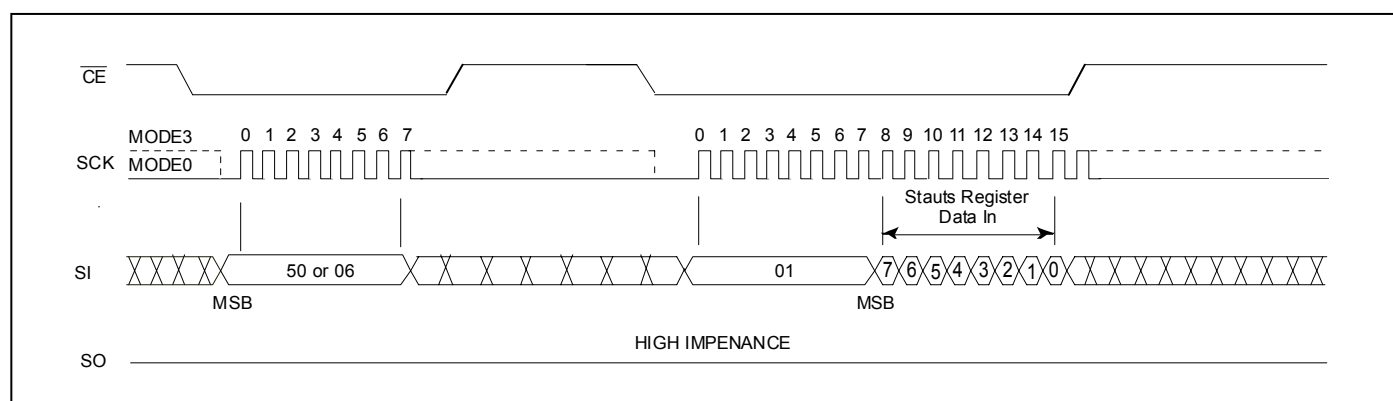 CE
MODE3
0 1 2 3 4 5 6 7
0 1 2 3 4 5 6 7 8 9 10 11 12 13 14 15
SCK
MODE0
Stauts Register
Data In
SI
50 or 06
01
7 6 5 4 3 2 1 0
MSB
MSB
HIGH IMPENANCE
SO